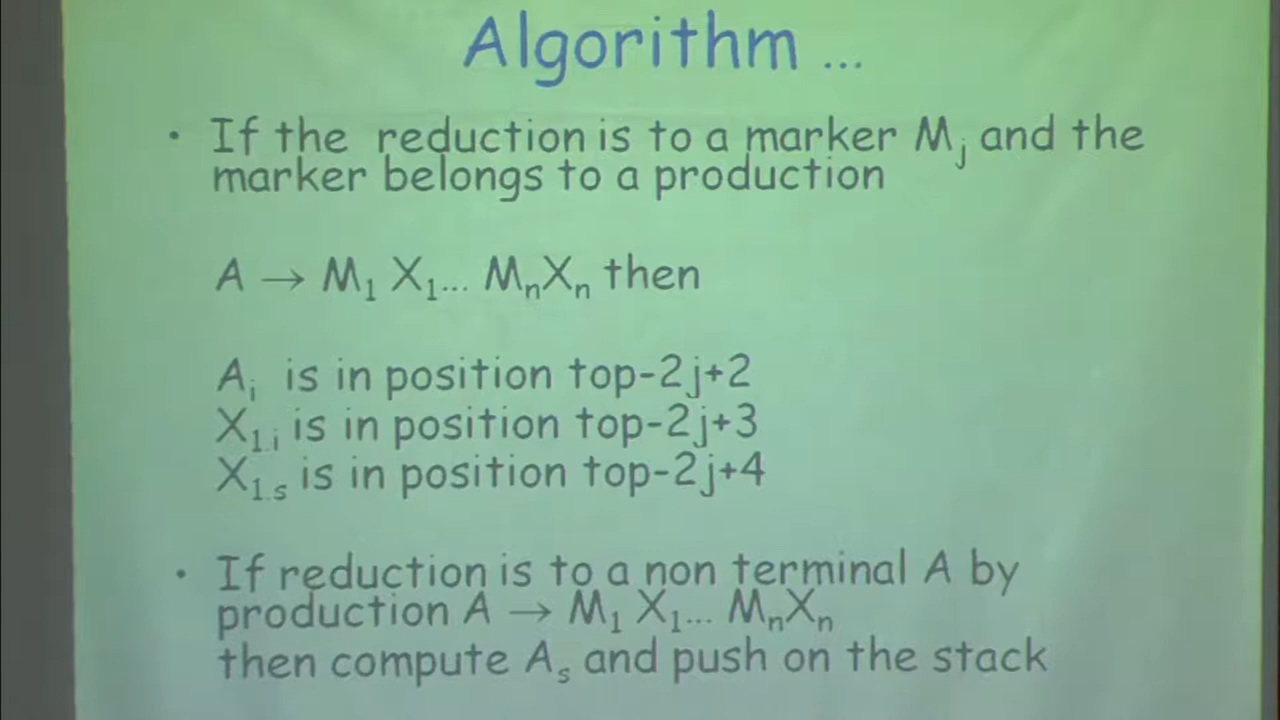 Algorithm ...
• If the reduction is to a marker Mⱼ and the
marker belongs to a production
A → M₁ X₁... MₙXₙ then
Aᵢ is in position top-2j+2
X₁.ᵢ is in position top-2j+3
X₁.ₛ is in position top-2j+4
• If reduction is to a non terminal A by
production A → M₁ X₁... MₙXₙ
then compute Aₛ and push on the stack